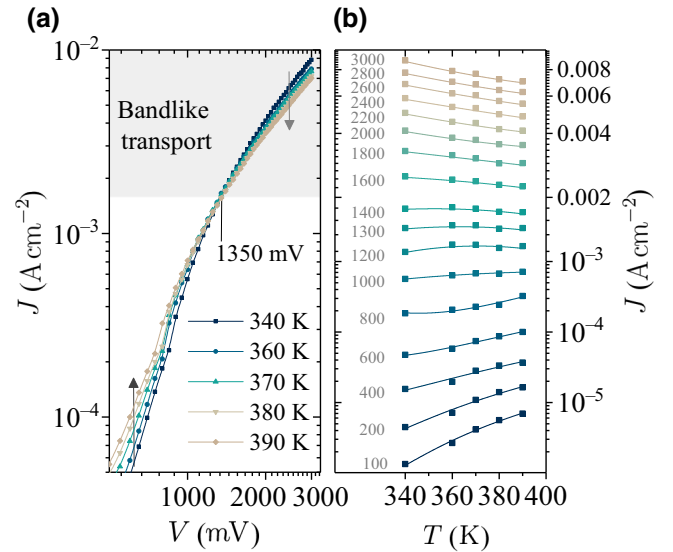 (a)
10⁻²
10⁻³
10⁻⁴
J (A cm⁻²)
Bandlike
transport
1350 mV
340 K
360 K
370 K
380 K
390 K
1000
2000
3000
V (mV)
(b)
3000
2800
2600
2400
2200
2000
1800
1600
1400
1300
1200
1000
800
600
400
200
100
0.008
0.006
0.004
0.002
10⁻³
10⁻⁴
10⁻⁵
J (A cm⁻²)
340 360 380 400
T (K)